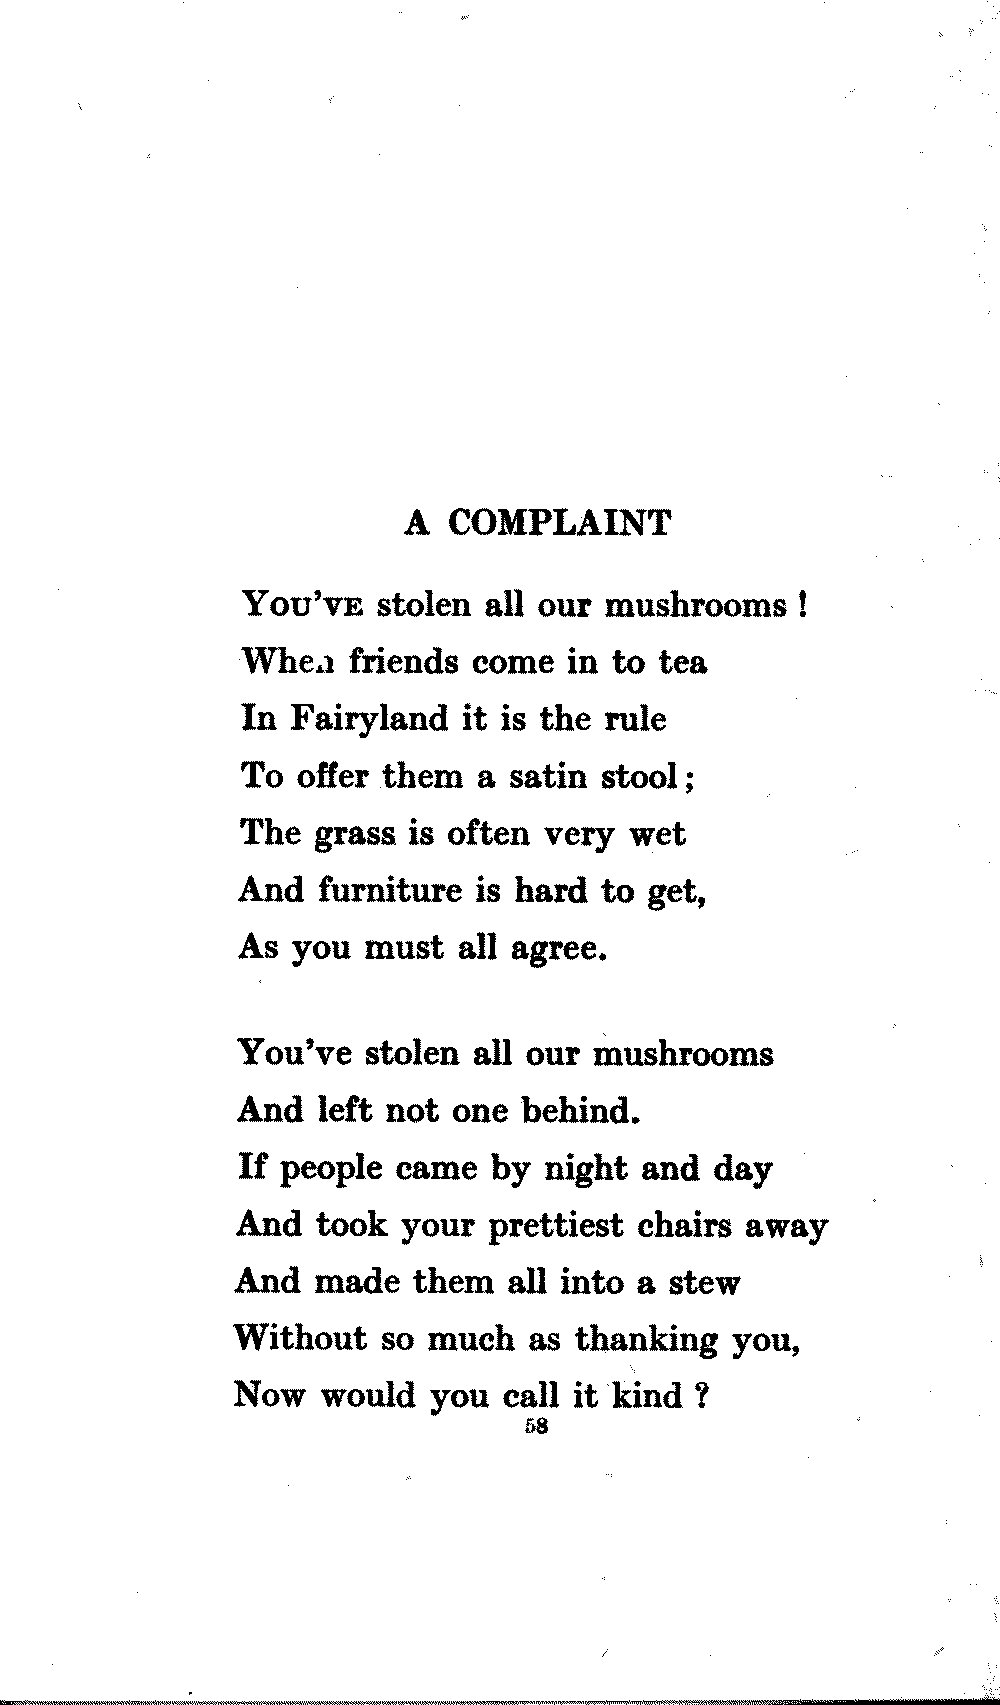 A COMPLAINT
YOU'VE stolen all our mushrooms !
When friends come in to tea
In Fairyland it is the rule
To offer them a satin stool ;
The grass is often very wet
And furniture is hard to get,
As you must all agree.
You've stolen all our mushrooms
And left not one behind.
If people came by night and day
And took your prettiest chairs away
And made them all into a stew
Without so much as thanking you,
Now would you call it kind ?
58